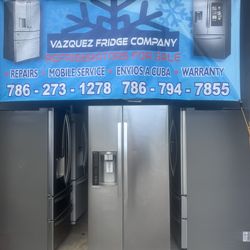 VAZQUEZ FRIDGE COMPANY
REFRIGERATORS FOR SALE
• REPAIRS • MOBILE SERVICE • ENVIOS A CUBA • WARRANTY
786 - 273 - 1278 786 - 794 - 7855